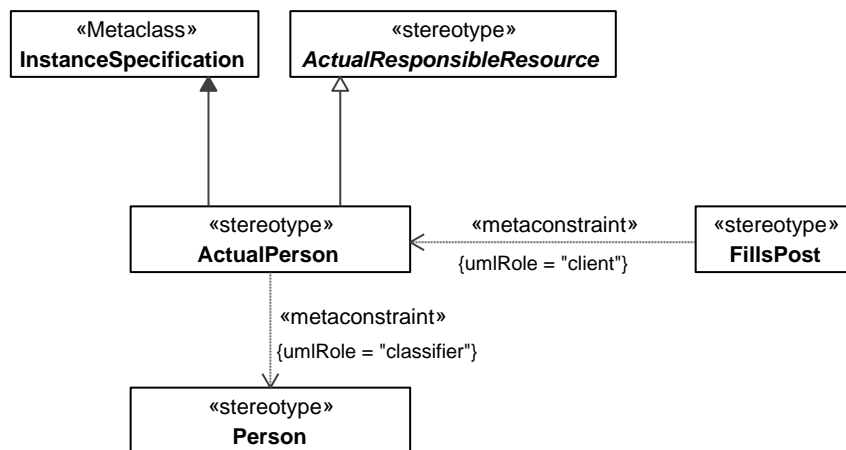 «Metaclass»
InstanceSpecification
«stereotype»
ActualResponsibleResource
«stereotype»
ActualPerson
«metaconstraint»
{umlRole = "client"}
«stereotype»
FillsPost
«metaconstraint»
{umlRole = "classifier"}
«stereotype»
Person